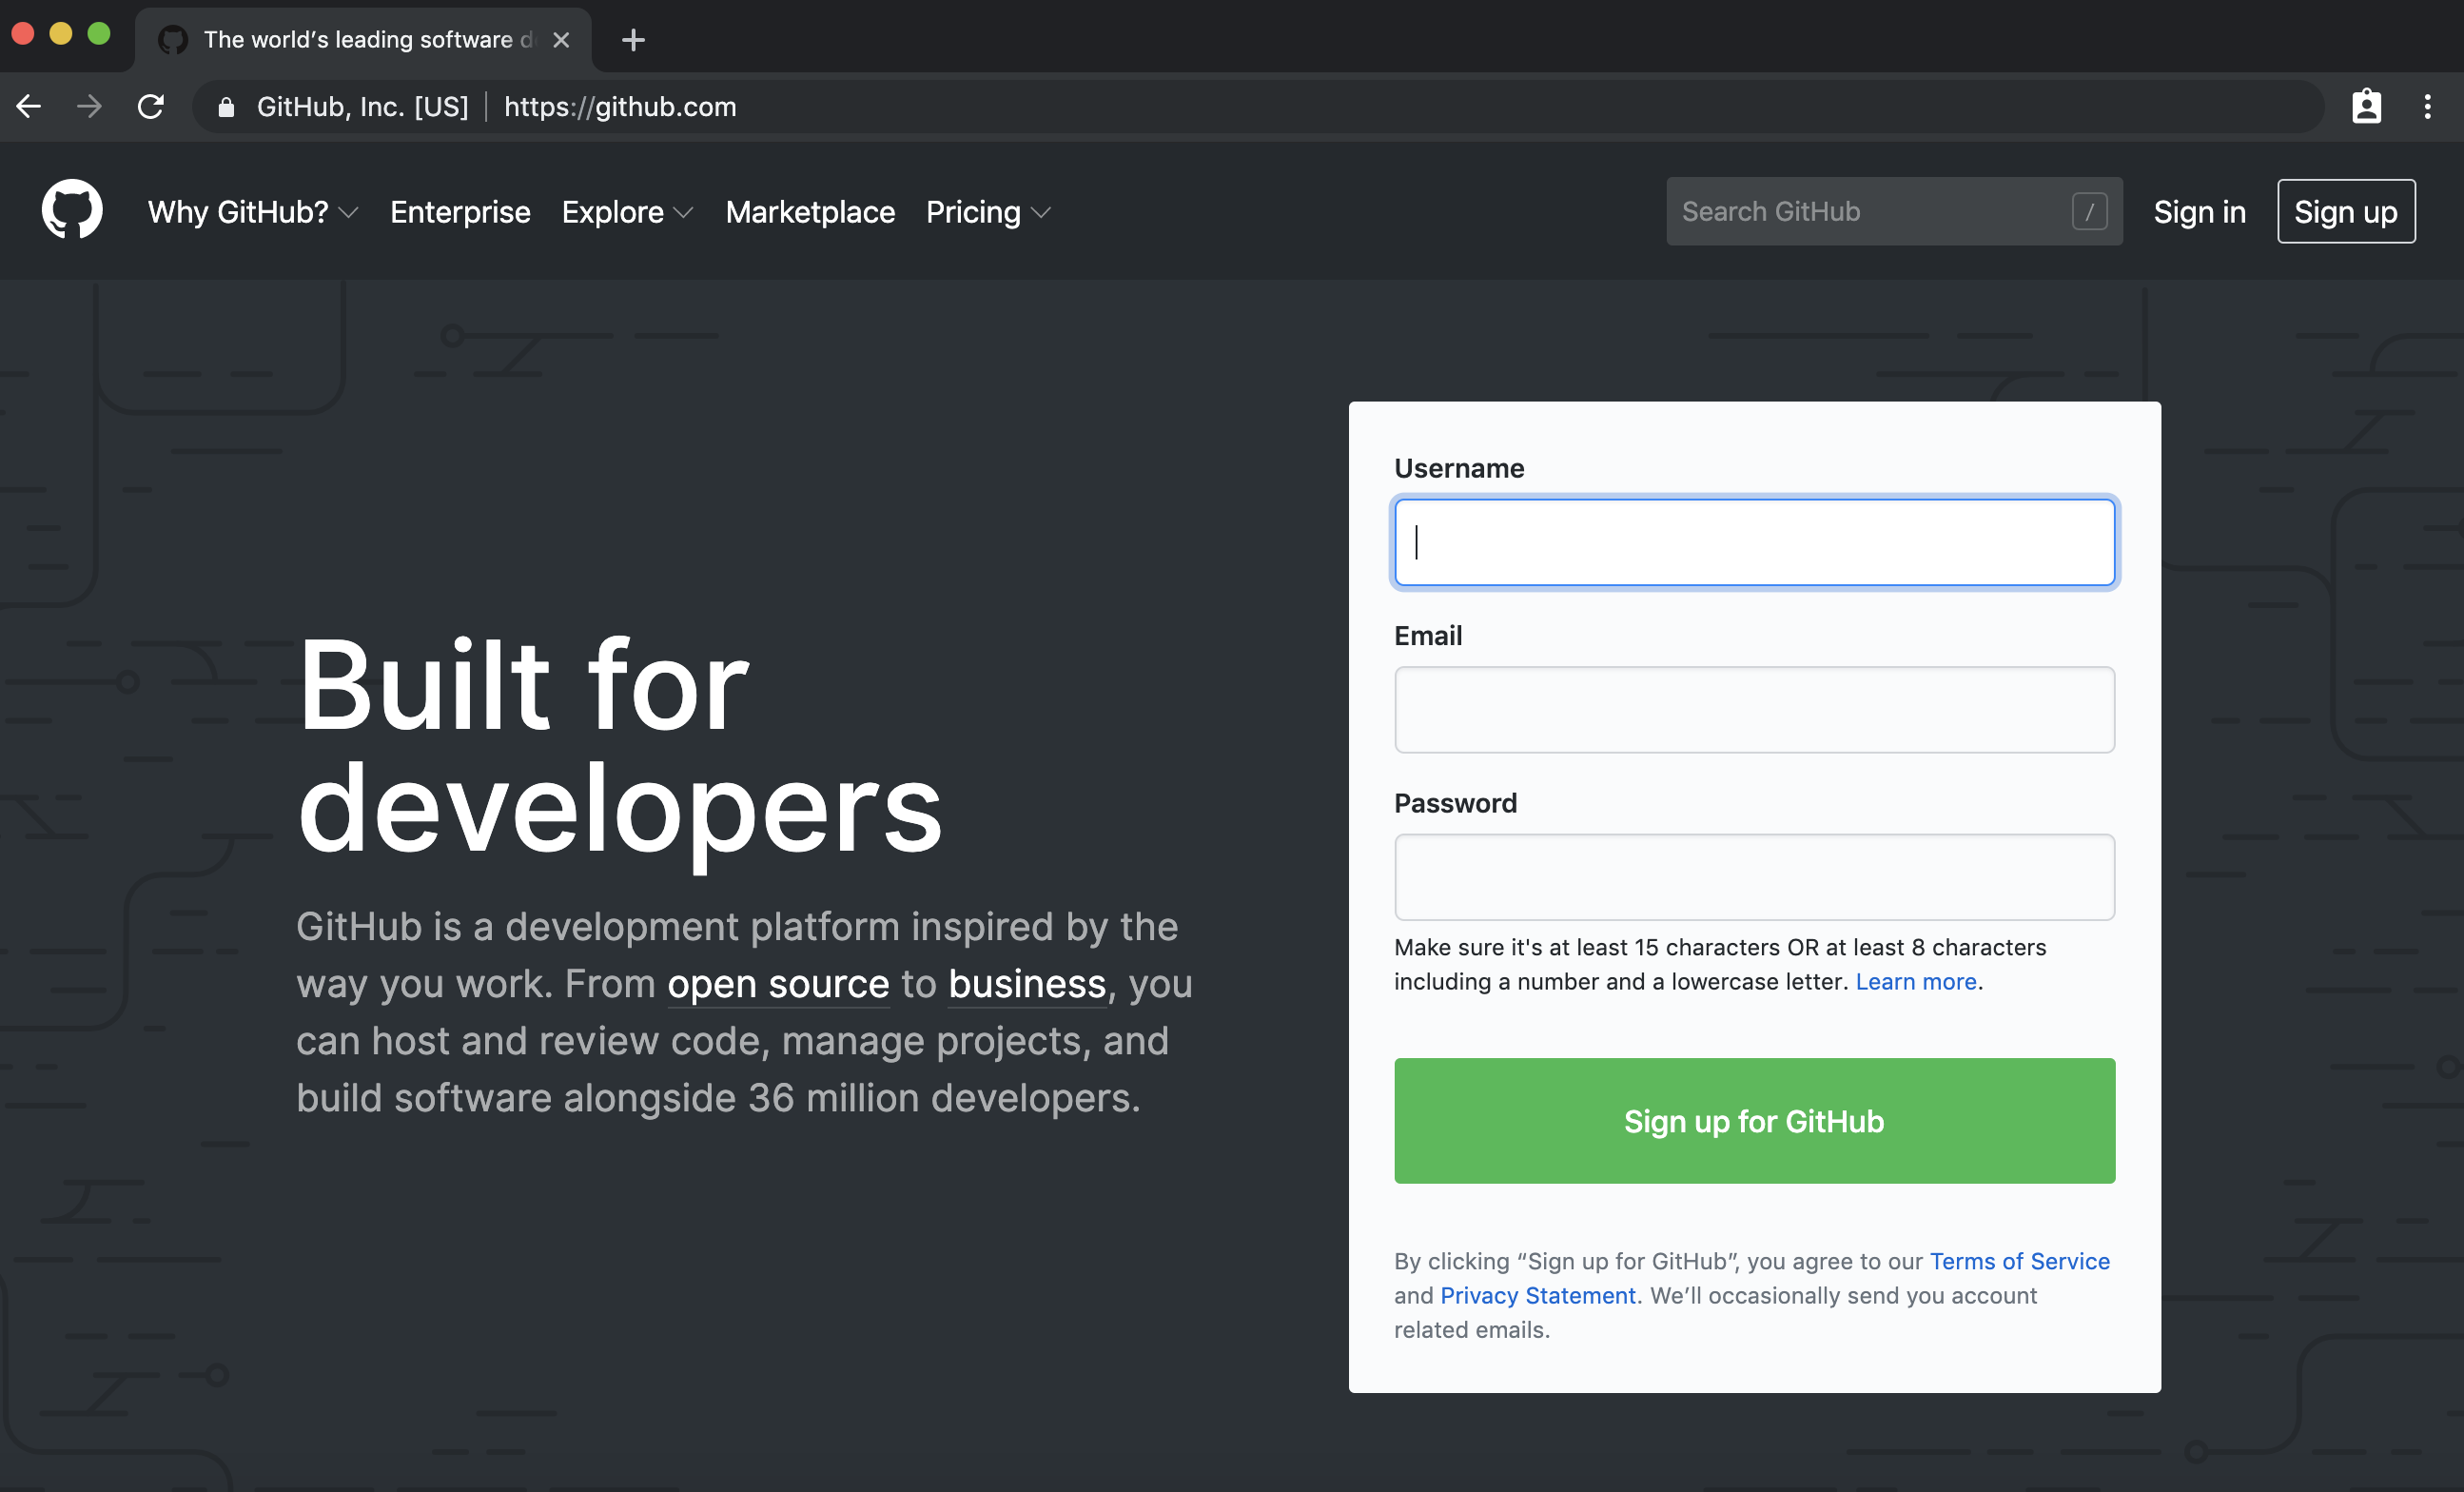 The world’s leading software d
GitHub, Inc. [US] | https://github.com
Why GitHub? Enterprise Explore Marketplace Pricing Search GitHub / Sign in Sign up
Built for
developers
GitHub is a development platform inspired by the
way you work. From open source to business, you
can host and review code, manage projects, and
build software alongside 36 million developers.
Username
Email
Password
Make sure it's at least 15 characters OR at least 8 characters
including a number and a lowercase letter. Learn more.
Sign up for GitHub
By clicking “Sign up for GitHub”, you agree to our Terms of Service
and Privacy Statement. We’ll occasionally send you account
related emails.